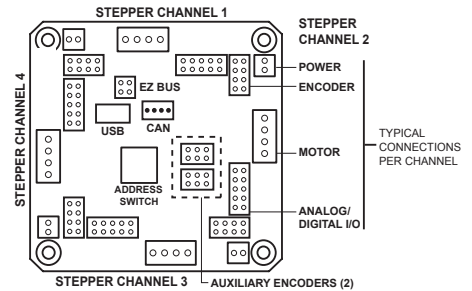 STEPPER CHANNEL 1
STEPPER
CHANNEL 2
POWER
ENCODER
EZ BUS
USB
CAN
STEPPER CHANNEL 4
MOTOR
TYPICAL
CONNECTIONS
PER CHANNEL
ADDRESS
SWITCH
ANALOG/
DIGITAL I/O
STEPPER CHANNEL 3
AUXILIARY ENCODERS (2)